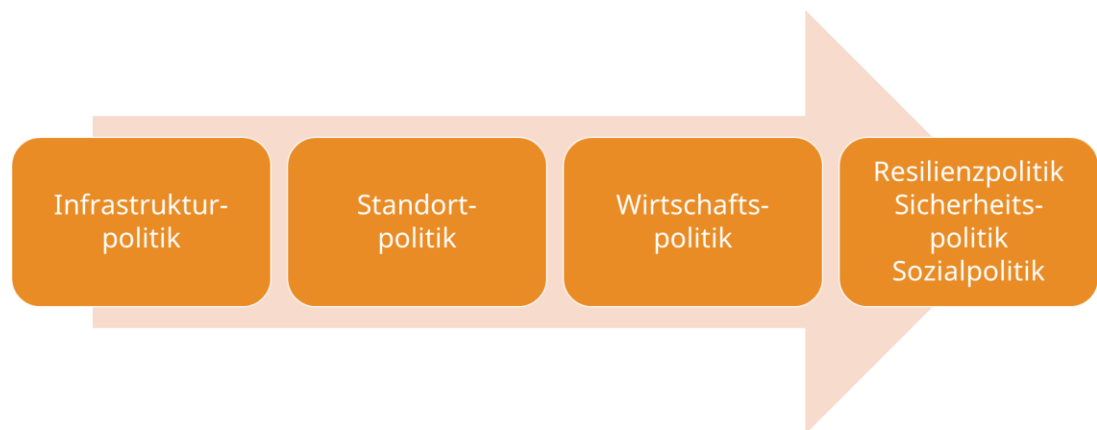 Infrastruktur-
politik
Standort-
politik
Wirtschafts-
politik
Resilienzpolitik
Sicherheits-
politik
Sozialpolitik